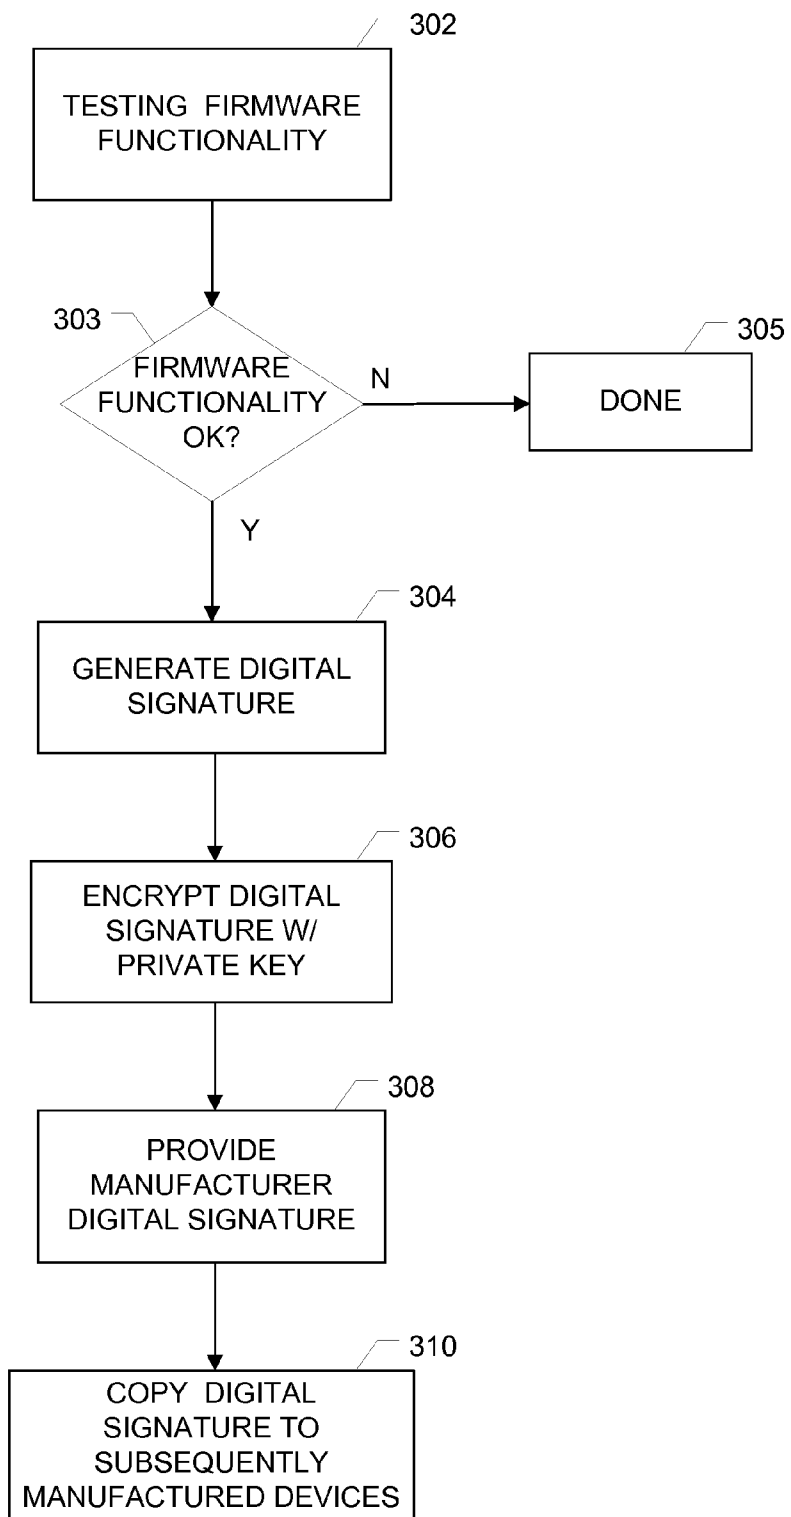 302
TESTING FIRMWARE
FUNCTIONALITY
303
FIRMWARE
FUNCTIONALITY
OK?
N
305
DONE
Y
304
GENERATE DIGITAL
SIGNATURE
306
ENCRYPT DIGITAL
SIGNATURE W/
PRIVATE KEY
308
PROVIDE
MANUFACTURER
DIGITAL SIGNATURE
310
COPY DIGITAL
SIGNATURE TO
SUBSEQUENTLY
MANUFACTURED DEVICES